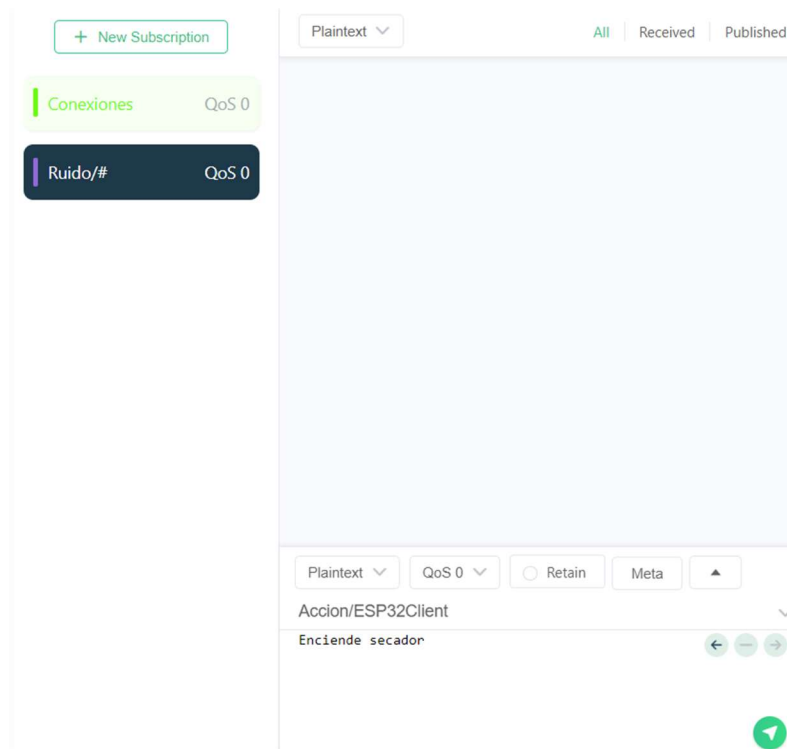 + New Subscription
Conexiones QoS 0
Ruido/# QoS 0
Plaintext All Received Published
Plaintext QoS 0 Retain Meta
Accion/ESP32Client
Enciende secador